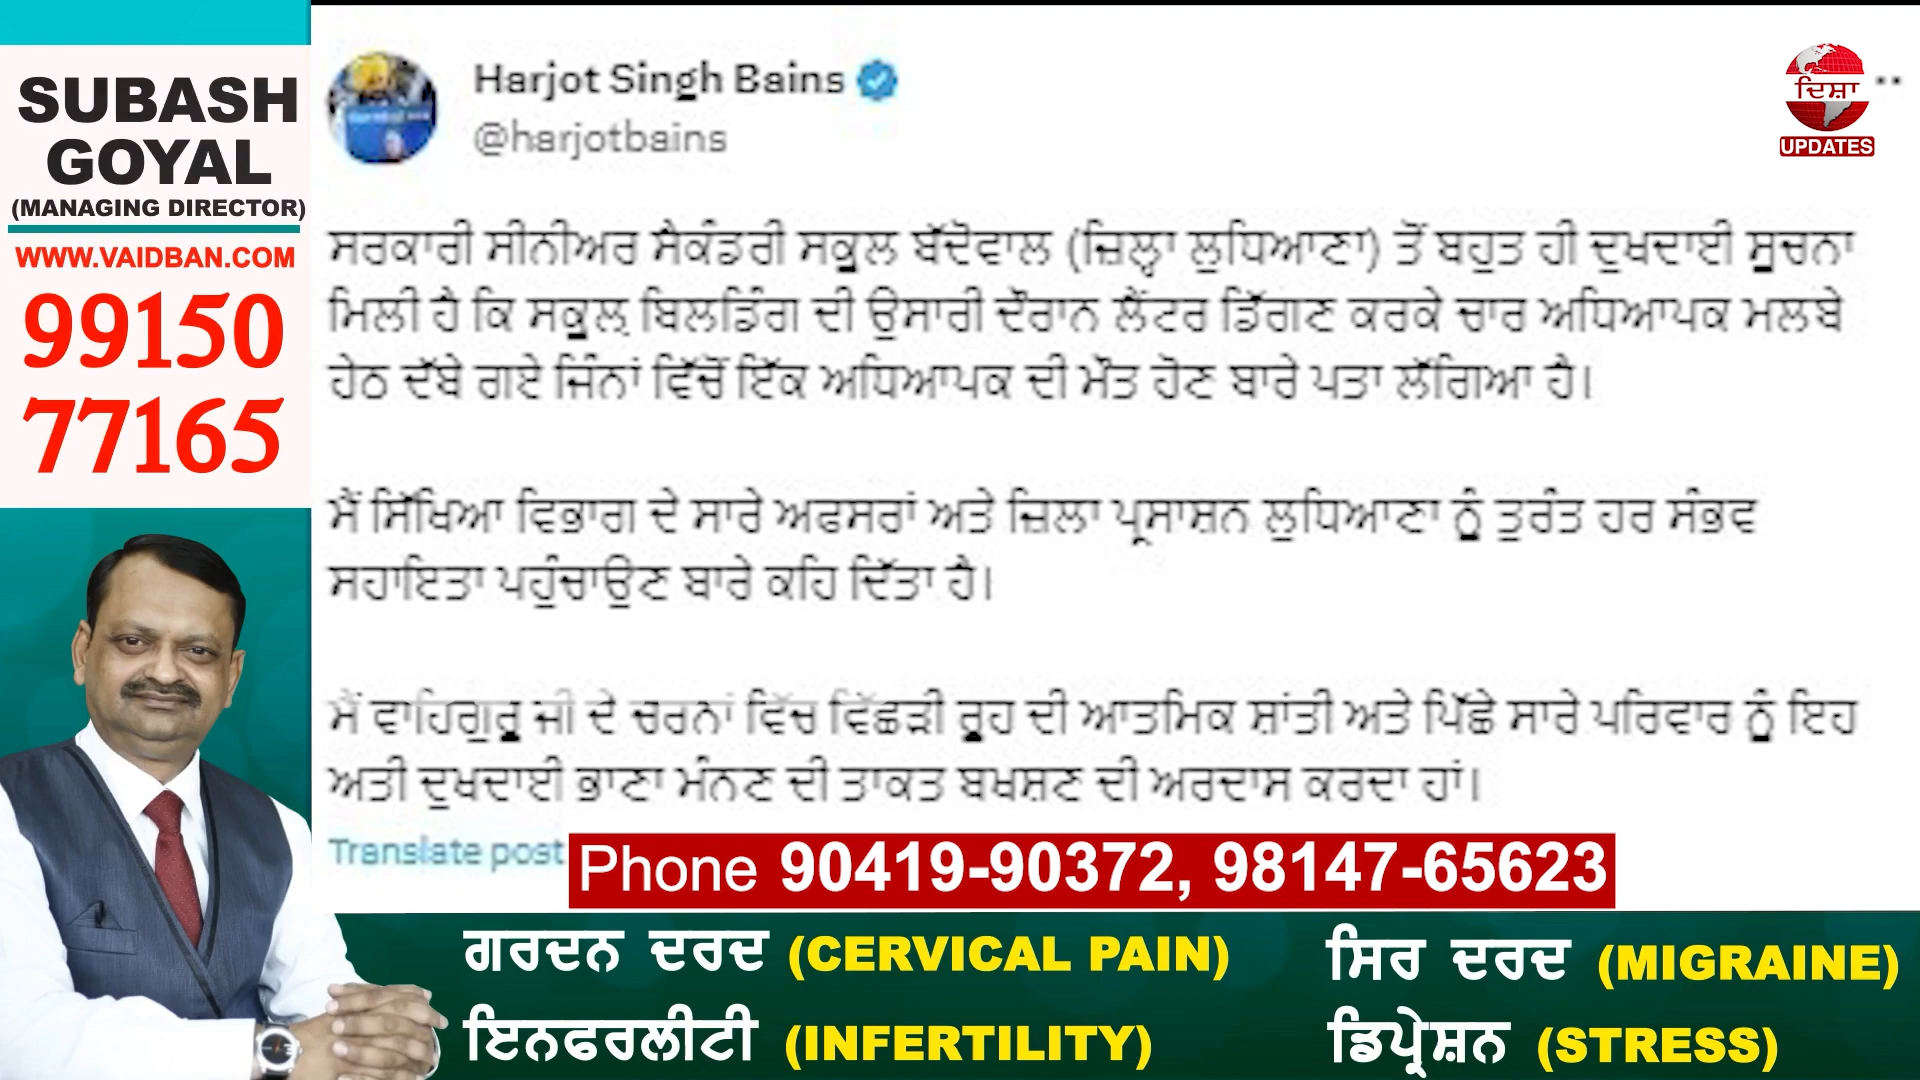 SUBASH
GOYAL
(MANAGING DIRECTOR)
WWW.VAIDBAN.COM
99150
77165
Harjot Singh Bains
@harjotbains
ਦਿਸ਼ਾ
UPDATES
ਸਰਕਾਰੀ ਸੀਨੀਅਰ ਸੈਕੰਡਰੀ ਸਕੂਲ ਬੱਦੋਵਾਲ (ਜ਼ਿਲ੍ਹਾ ਲੁਧਿਆਣਾ) ਤੋਂ ਬਹੁਤ ਹੀ ਦੁਖਦਾਈ ਸੂਚਨਾ
ਮਿਲੀ ਹੈ ਕਿ ਸਕੂਲ ਬਿਲਡਿੰਗ ਦੀ ਉਸਾਰੀ ਦੌਰਾਨ ਲੈਂਟਰ ਡਿੱਗਣ ਕਰਕੇ ਚਾਰ ਅਧਿਆਪਕ ਮਲਬੇ
ਹੇਠ ਦੱਬੇ ਗਏ ਜਿੰਨਾਂ ਵਿੱਚੋਂ ਇੱਕ ਅਧਿਆਪਕ ਦੀ ਮੌਤ ਹੋਣ ਬਾਰੇ ਪਤਾ ਲੱਗਿਆ ਹੈ।
ਮੈਂ ਸਿੱਖਿਆ ਵਿਭਾਗ ਦੇ ਸਾਰੇ ਅਫਸਰਾਂ ਅਤੇ ਜ਼ਿਲਾ ਪ੍ਰਸਾਸ਼ਨ ਲੁਧਿਆਣਾ ਨੂੰ ਤੁਰੰਤ ਹਰ ਸੰਭਵ
ਸਹਾਇਤਾ ਪਹੁੰਚਾਉਣ ਬਾਰੇ ਕਹਿ ਦਿੱਤਾ ਹੈ।
ਮੈਂ ਵਾਹਿਗੁਰੂ ਜੀ ਦੇ ਚਰਨਾਂ ਵਿੱਚ ਵਿੱਛੜੀ ਰੂਹ ਦੀ ਆਤਮਿਕ ਸ਼ਾਂਤੀ ਅਤੇ ਪਿੱਛੇ ਸਾਰੇ ਪਰਿਵਾਰ ਨੂੰ ਇਹ
ਅਤੀ ਦੁਖਦਾਈ ਭਾਣਾ ਮੰਨਣ ਦੀ ਤਾਕਤ ਬਖਸ਼ਣ ਦੀ ਅਰਦਾਸ ਕਰਦਾ ਹਾਂ।
Translate post
Phone 90419-90372, 98147-65623
ਗਰਦਨ ਦਰਦ (CERVICAL PAIN)
ਸਿਰ ਦਰਦ (MIGRAINE)
ਇਨਫਰਲੀਟੀ (INFERTILITY)
ਡਿਪ੍ਰੇਸ਼ਨ (STRESS)